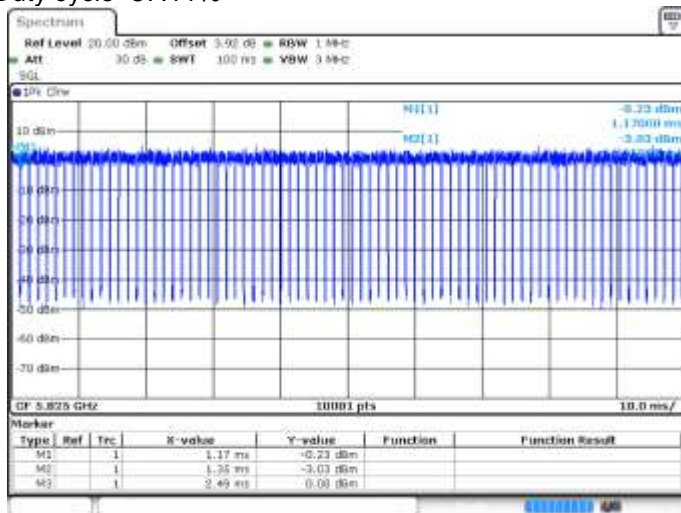 Spectrum
Ref Level 20.00 dBm Offset 3.92 dB RBW 1 MHz
Att 30 dB SWT 100 ms VBW 3 MHz
SGL
1Pk Clrw
M1[1] -0.23 dBm
1.17000 ms
10 dBm M2[1] -3.03 dBm
-10 dBm
-20 dBm
-30 dBm
-40 dBm
-50 dBm
-60 dBm
-70 dBm
CF 5.825 GHz 10001 pts 10.0 ms/
Marker
Type Ref Trc X-value Y-value Function Function Result
M1 1 1.17 ms -0.23 dBm
M2 1 1.35 ms -3.03 dBm
M3 1 2.49 ms 0.08 dBm